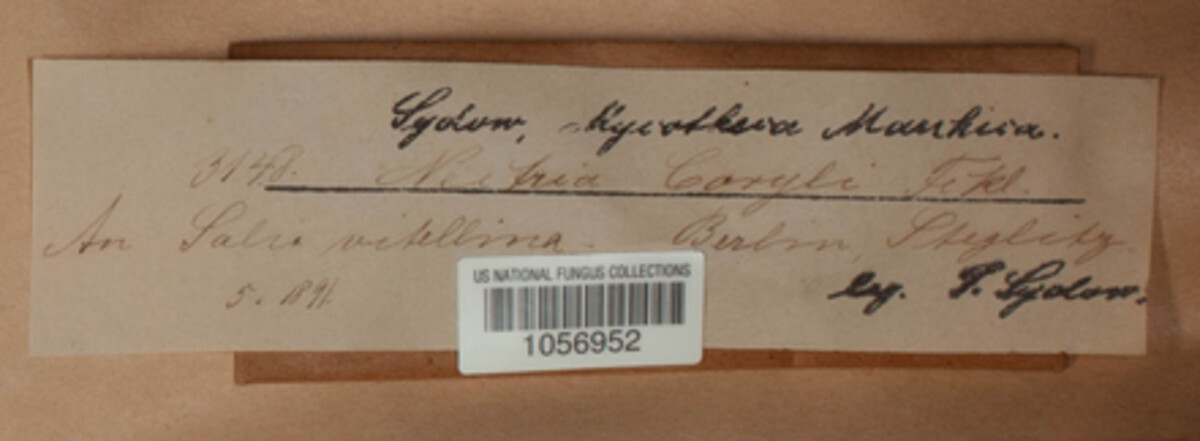 Sydow, Mycotheca Marchica.
3148. Nectria Coryli Fckl.
An Salix vitellina. Berlin, Steglitz.
5. 1891.
leg. P. Sydow.
US NATIONAL FUNGUS COLLECTIONS
1056952